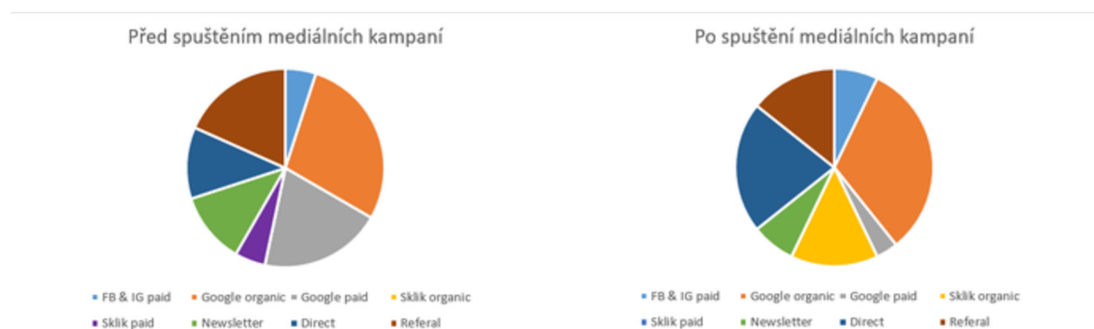 Před spuštěním mediálních kampaní
FB & IG paid Google organic Google paid Sklik organic
Sklik paid Newsletter Direct Referal
Po spuštění mediálních kampaní
FB & IG paid Google organic Google paid Sklik organic
Sklik paid Newsletter Direct Referal